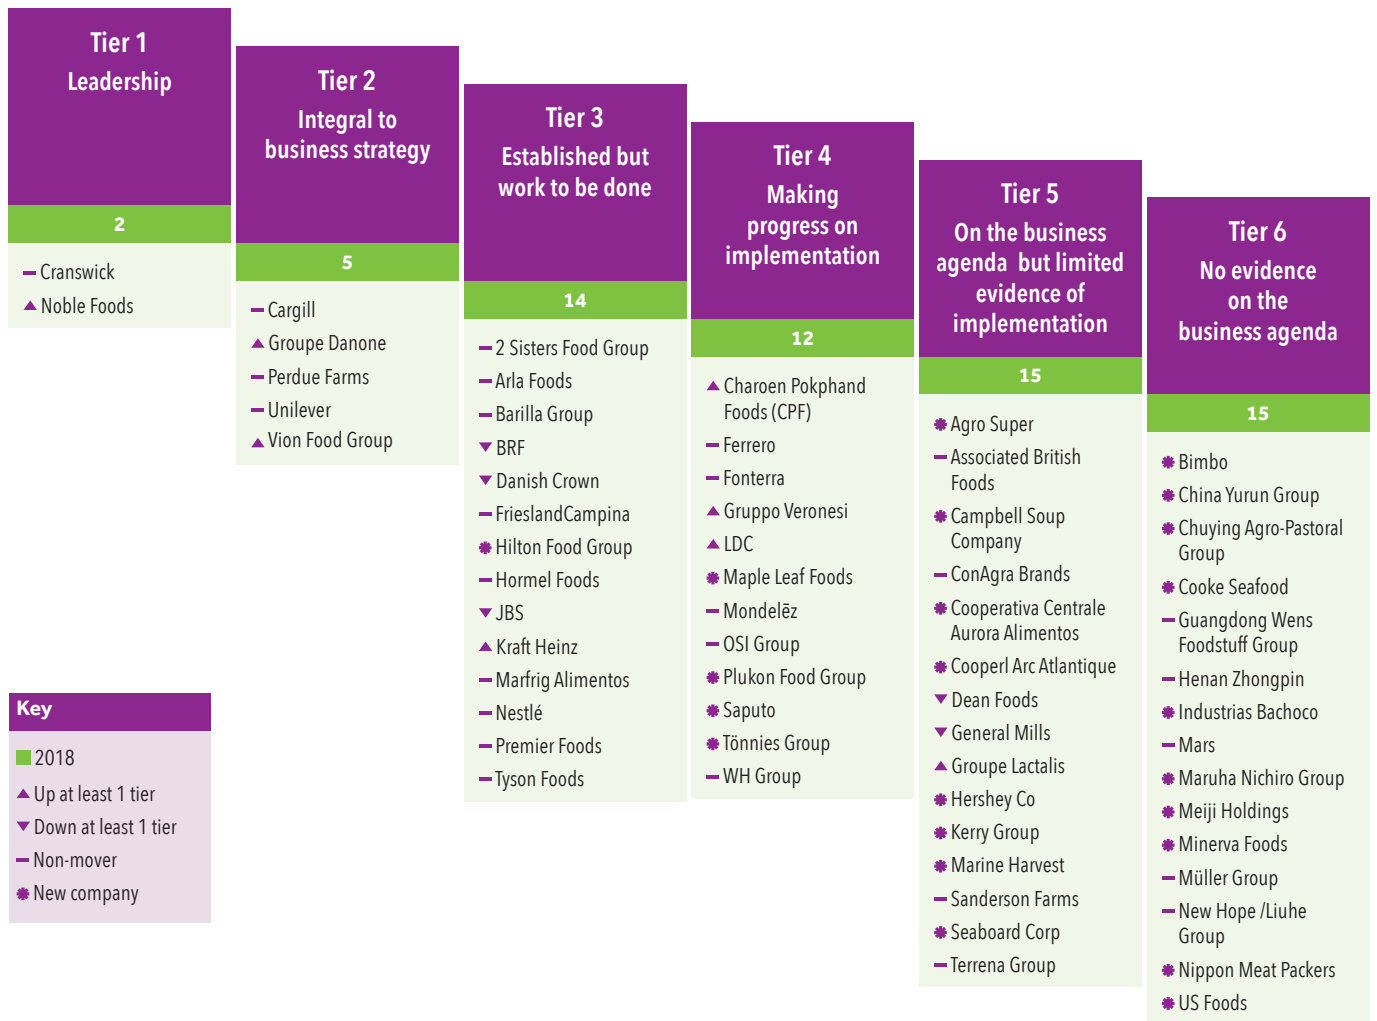 Tier 1
Leadership
2
Cranswick
Noble Foods
Tier 2
Integral to
business strategy
5
Cargill
Groupe Danone
Perdue Farms
Unilever
Vion Food Group
Tier 3
Established but
work to be done
14
2 Sisters Food Group
Arla Foods
Barilla Group
BRF
Danish Crown
FrieslandCampina
Hilton Food Group
Hormel Foods
JBS
Kraft Heinz
Marfrig Alimentos
Nestlé
Premier Foods
Tyson Foods
Tier 4
Making
progress on
implementation
12
Charoen Pokphand
Foods (CPF)
Ferrero
Fonterra
Gruppo Veronesi
LDC
Maple Leaf Foods
Mondelēz
OSI Group
Plukon Food Group
Saputo
Tönnies Group
WH Group
Tier 5
On the business
agenda but limited
evidence of
implementation
15
Agro Super
Associated British
Foods
Campbell Soup
Company
ConAgra Brands
Cooperativa Centrale
Aurora Alimentos
Cooperl Arc Atlantique
Dean Foods
General Mills
Groupe Lactalis
Hershey Co
Kerry Group
Marine Harvest
Sanderson Farms
Seaboard Corp
Terrena Group
Tier 6
No evidence
on the
business agenda
15
Bimbo
China Yurun Group
Chuying Agro-Pastoral
Group
Cooke Seafood
Guangdong Wens
Foodstuff Group
Henan Zhongpin
Industrias Bachoco
Mars
Maruha Nichiro Group
Meiji Holdings
Minerva Foods
Müller Group
New Hope /Liuhe
Group
Nippon Meat Packers
US Foods
Key
2018
Up at least 1 tier
Down at least 1 tier
Non-mover
New company